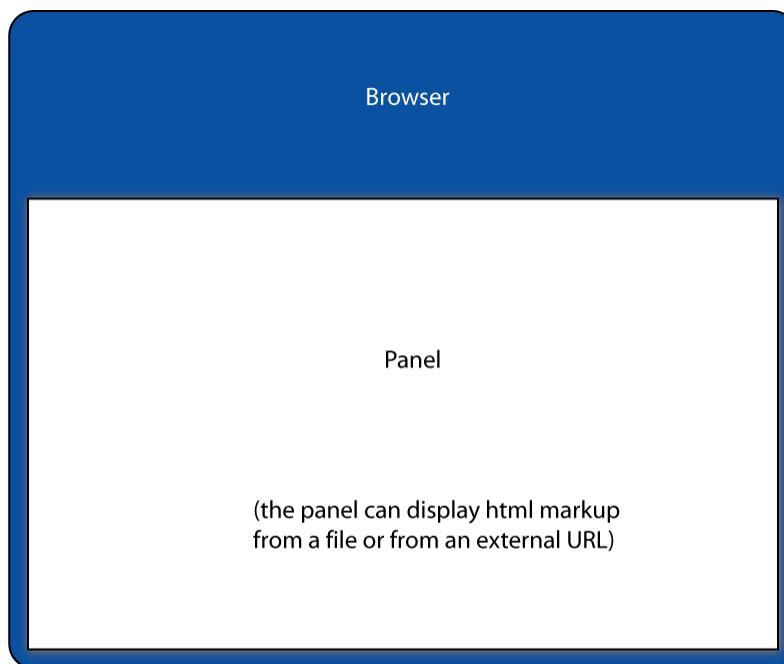 Browser
Panel
(the panel can display html markup
from a file or from an external URL)